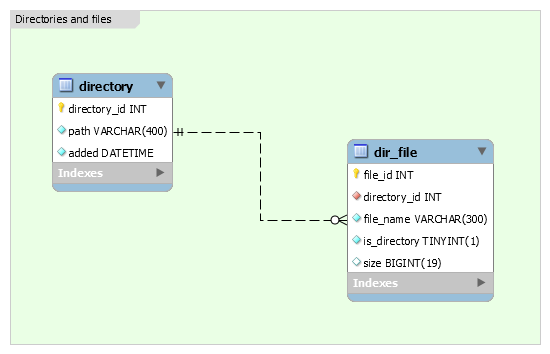 Directories and files
directory
directory_id INT
path VARCHAR(400)
added DATETIME
Indexes
dir_file
file_id INT
directory_id INT
file_name VARCHAR(300)
is_directory TINYINT(1)
size BIGINT(19)
Indexes